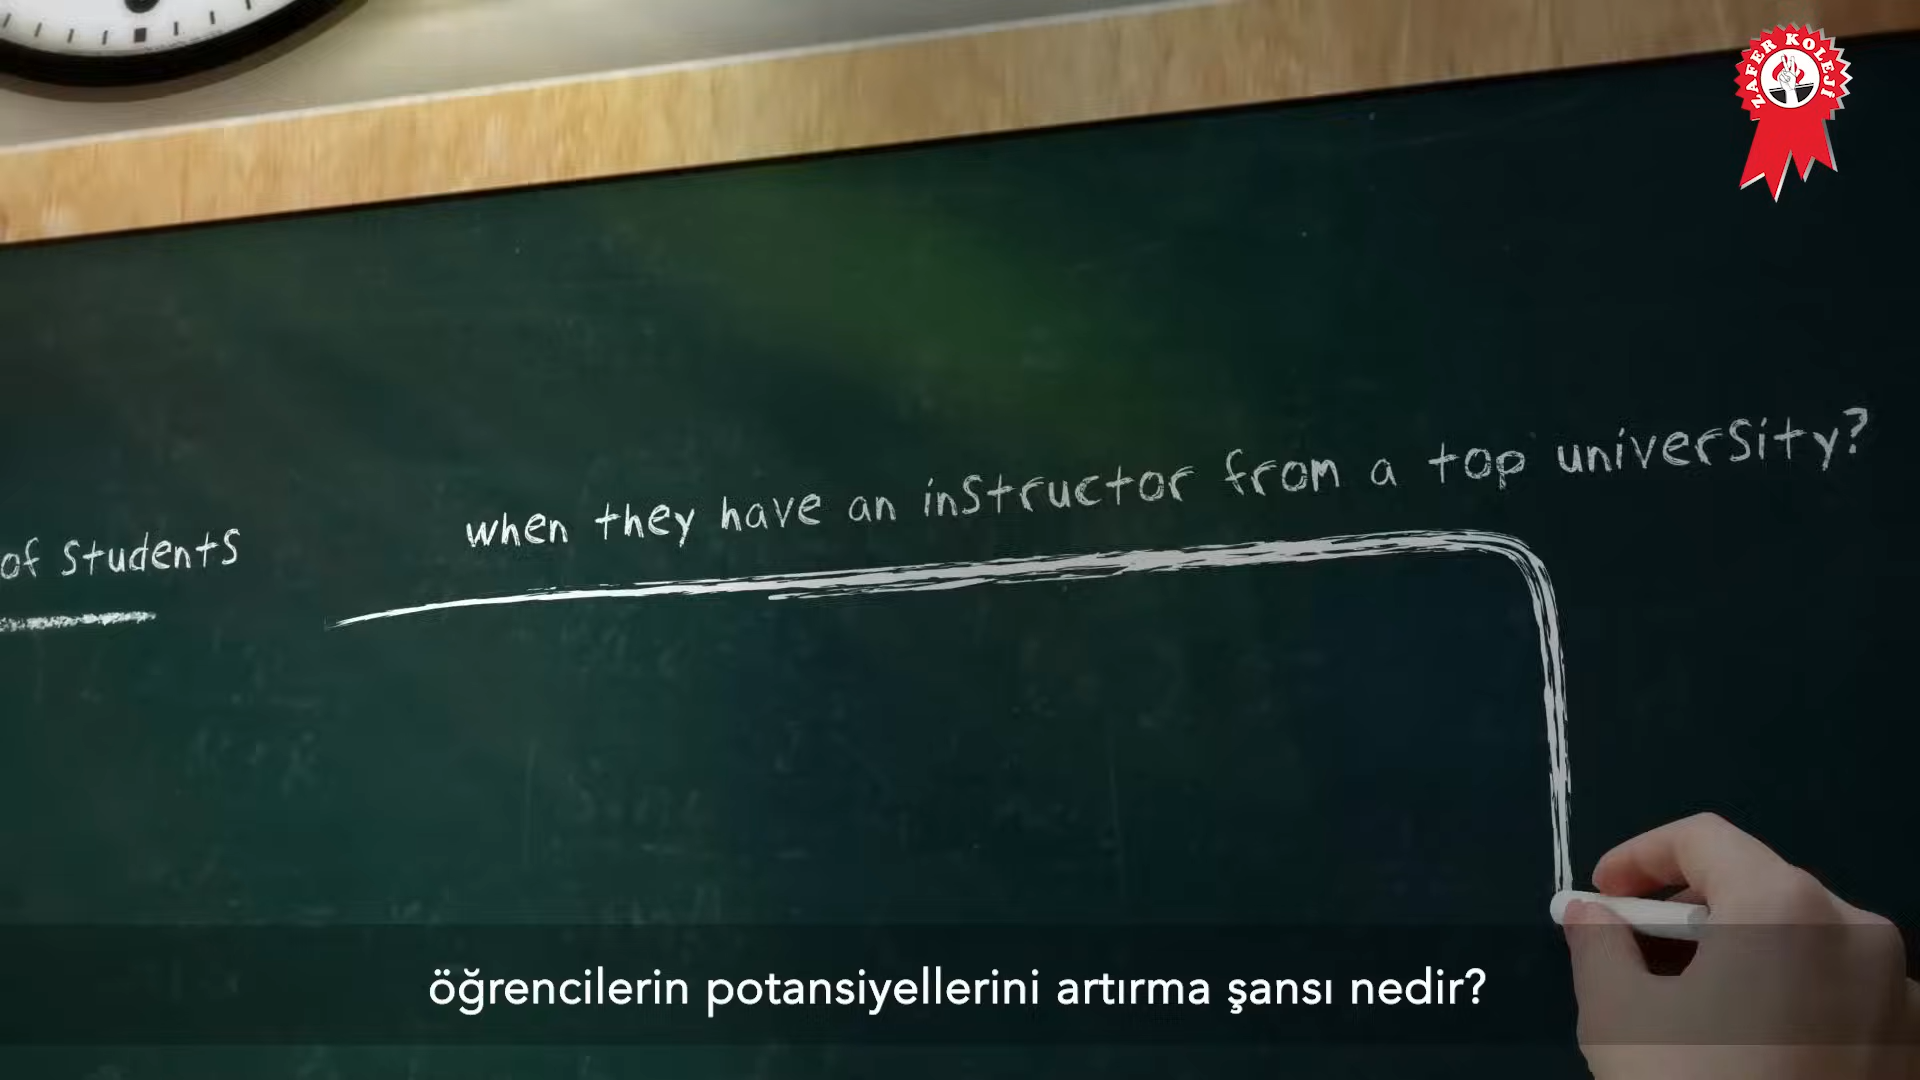 ZAFER KOLEJİ
of students
when they have an instructor from a top university?
öğrencilerin potansiyellerini artırma şansı nedir?